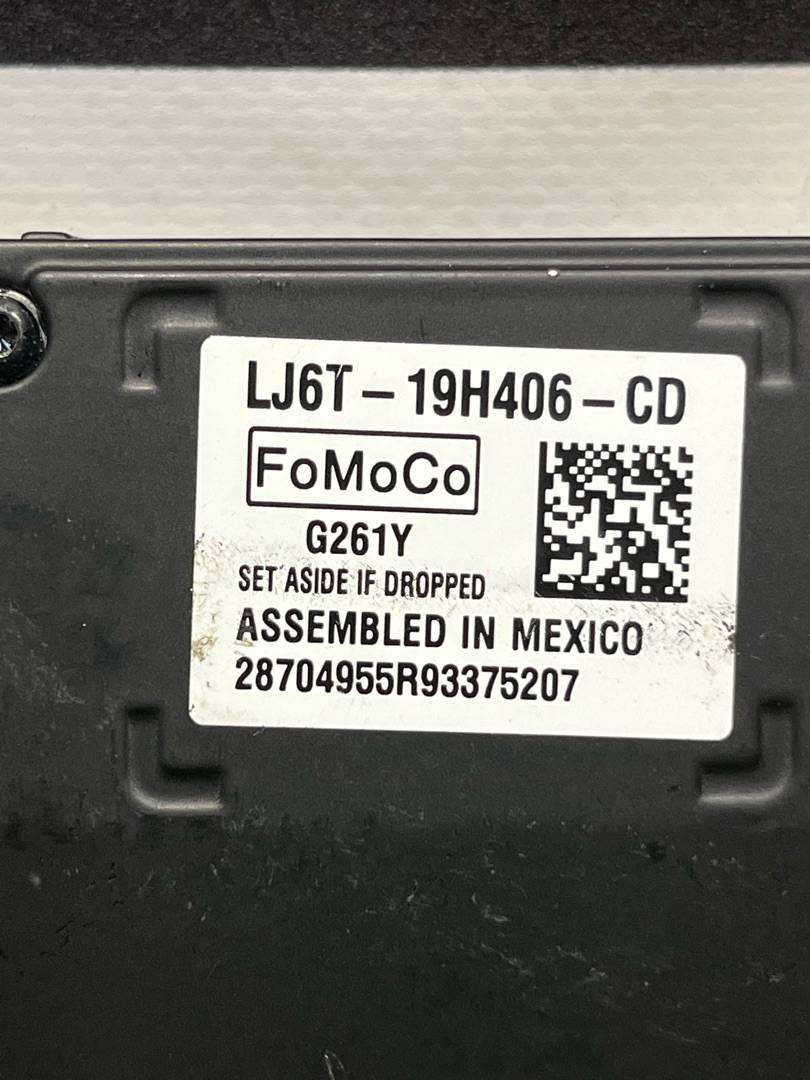 LJ6T-19H406-CD
FoMoCo
G261Y
SET ASIDE IF DROPPED
ASSEMBLED IN MEXICO
28704955R93375207